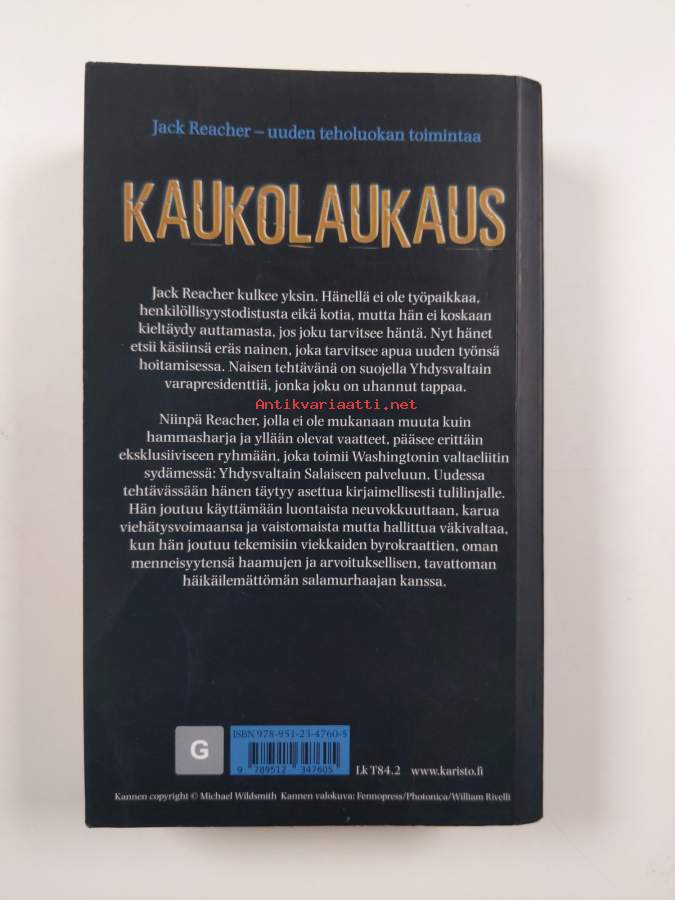 Jack Reacher – uuden teholuokan toimintaa
KAUKOLAUKAUS
Jack Reacher kulkee yksin. Hänellä ei ole työpaikkaa,
henkilöllisyystodistusta eikä kotia, mutta hän ei koskaan
kieltäydy auttamasta, jos joku tarvitsee häntä. Nyt hänet
etsii käsiinsä eräs nainen, joka tarvitsee apua uuden työnsä
hoitamisessa. Naisen tehtävänä on suojella Yhdysvaltain
varapresidenttiä, jonka joku on uhannut tappaa.
Antikvariaatti.net
Niinpä Reacher, jolla ei ole mukanaan muuta kuin
hammasharja ja yllään olevat vaatteet, pääsee erittäin
eksklusiiviseen ryhmään, joka toimii Washingtonin valtaeliitin
sydämessä: Yhdysvaltain Salaiseen palveluun. Uudessa
tehtävässään hänen täytyy asettua kirjaimellisesti tulilinjalle.
Hän joutuu käyttämään luontaista neuvokkuuttaan, karua
viehätysvoimaansa ja vaistomaista mutta hallittua väkivaltaa,
kun hän joutuu tekemisiin viekkaiden byrokraattien, oman
menneisyytensä haamujen ja arvoituksellisen, tavattoman
häikäilemättömän salamurhaajan kanssa.
G
ISBN 978-951-23-4760-5
9 789512 347605
Lk T84.2 www.karisto.fi
Kannen copyright © Michael Wildsmith Kannen valokuva: Fennopress/Photonica/William Rivelli